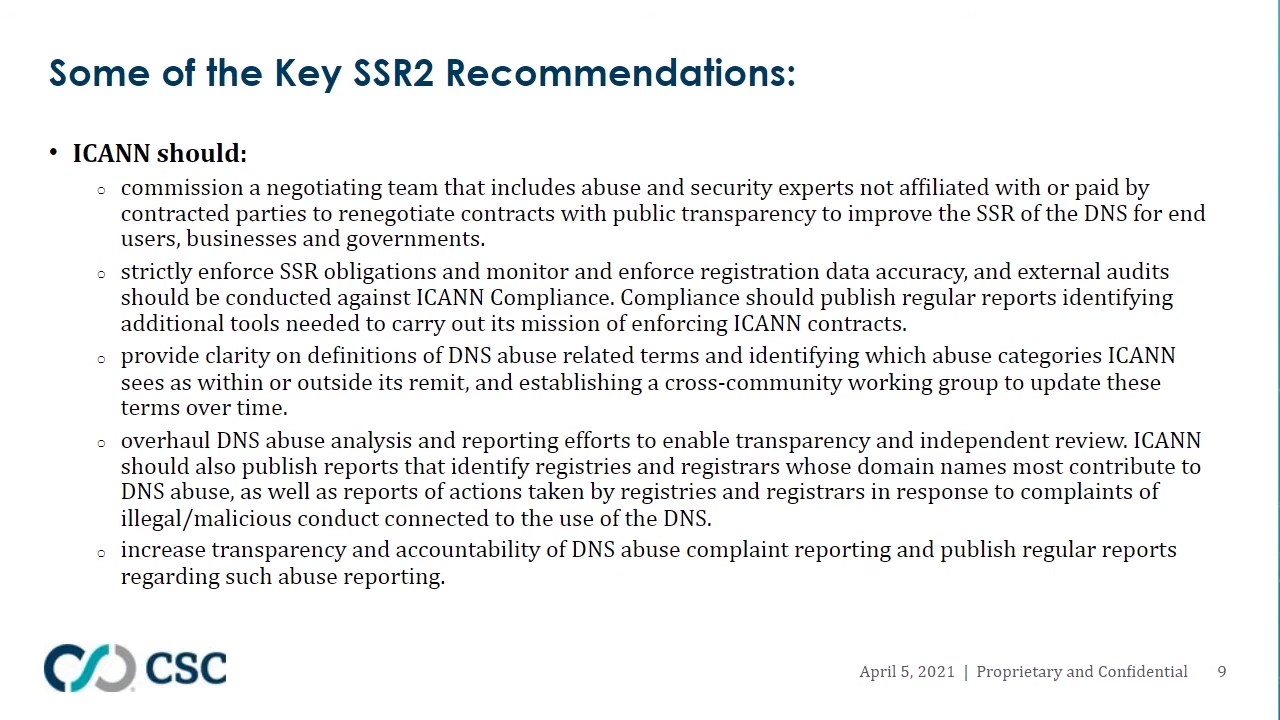 Some of the Key SSR2 Recommendations:
• ICANN should:
○ commission a negotiating team that includes abuse and security experts not affiliated with or paid by
contracted parties to renegotiate contracts with public transparency to improve the SSR of the DNS for end
users, businesses and governments.
○ strictly enforce SSR obligations and monitor and enforce registration data accuracy, and external audits
should be conducted against ICANN Compliance. Compliance should publish regular reports identifying
additional tools needed to carry out its mission of enforcing ICANN contracts.
○ provide clarity on definitions of DNS abuse related terms and identifying which abuse categories ICANN
sees as within or outside its remit, and establishing a cross-community working group to update these
terms over time.
○ overhaul DNS abuse analysis and reporting efforts to enable transparency and independent review. ICANN
should also publish reports that identify registries and registrars whose domain names most contribute to
DNS abuse, as well as reports of actions taken by registries and registrars in response to complaints of
illegal/malicious conduct connected to the use of the DNS.
○ increase transparency and accountability of DNS abuse complaint reporting and publish regular reports
regarding such abuse reporting.
CSC
April 5, 2021 | Proprietary and Confidential 9